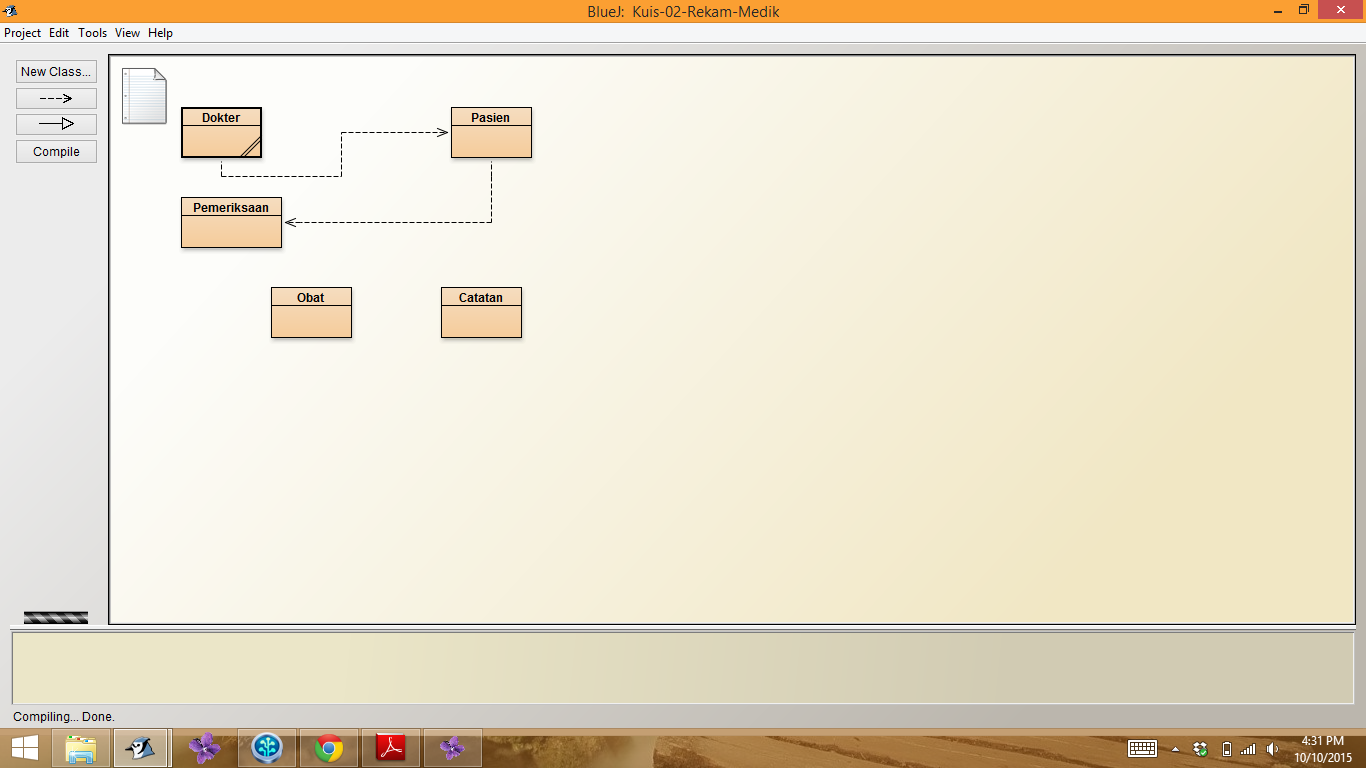 BlueJ: Kuis-02-Rekam-Medik
Project Edit Tools View Help
New Class...
Compile
Dokter
Pasien
Pemeriksaan
Obat
Catatan
Compiling... Done.
4:31 PM
10/10/2015